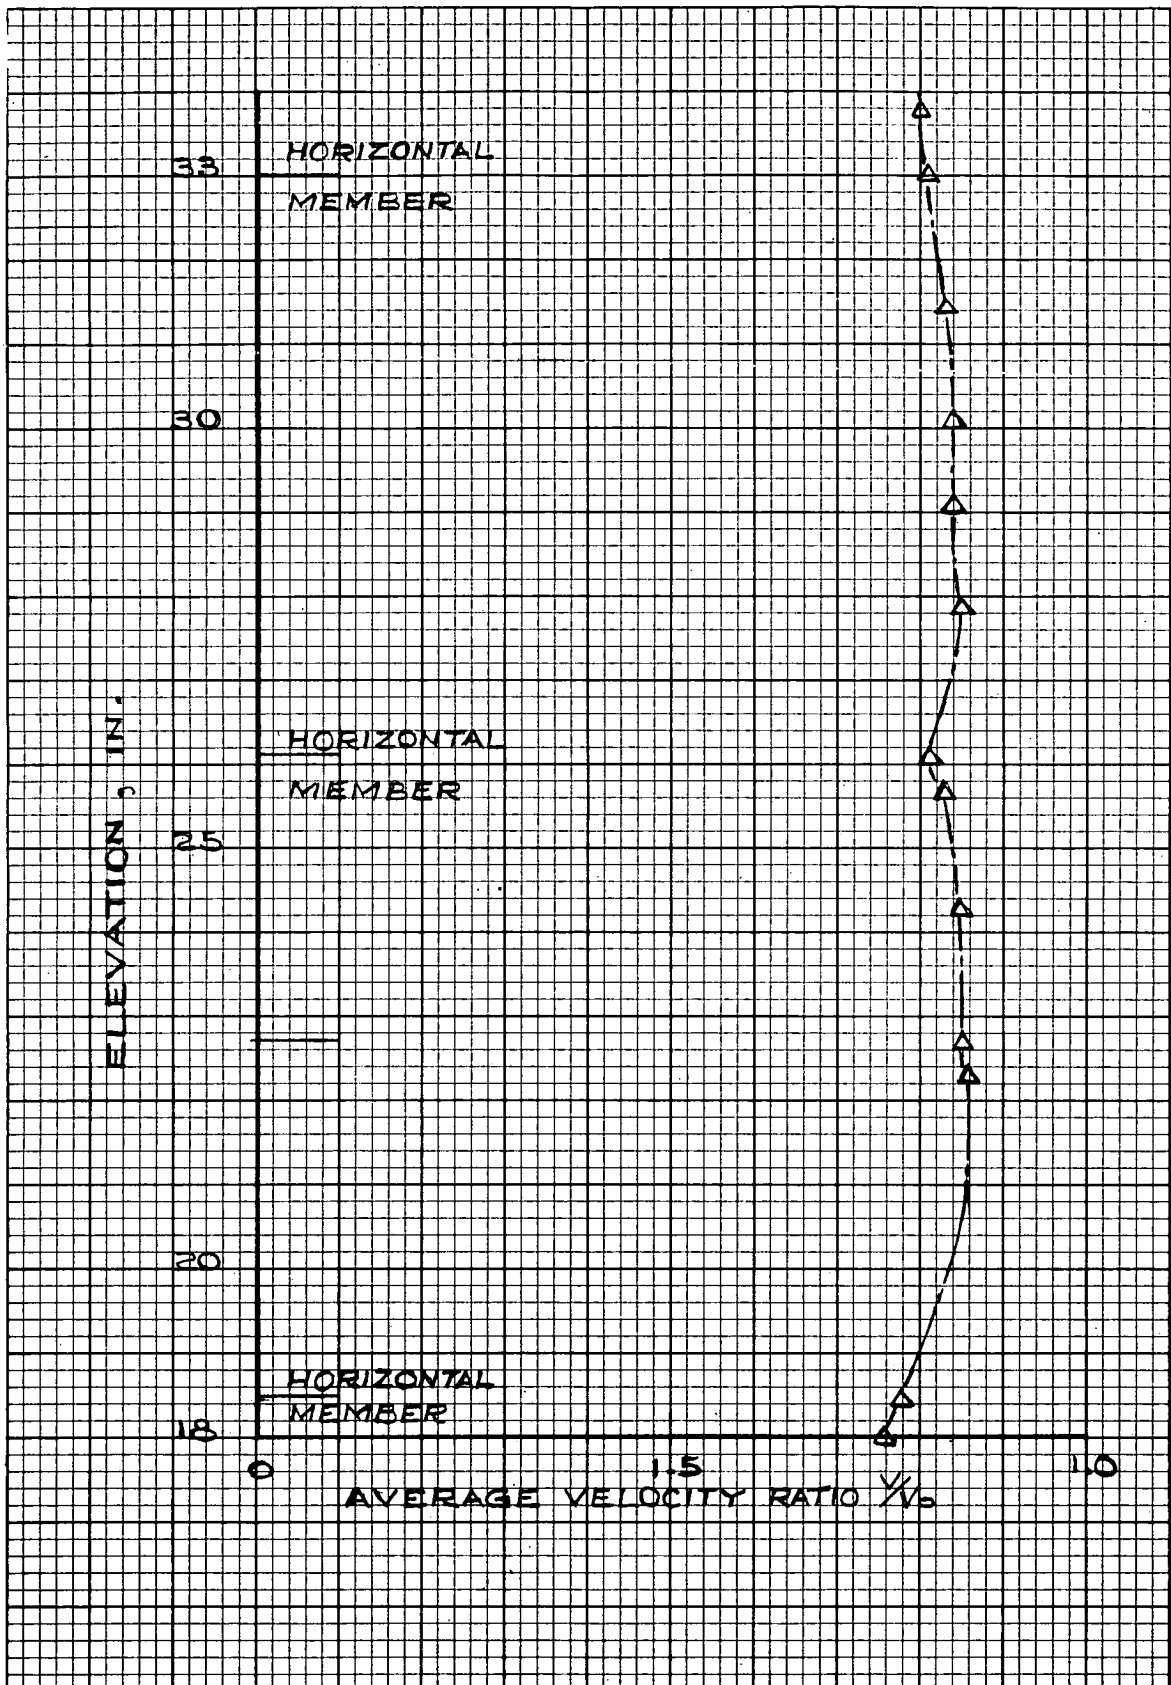 HORIZONTAL
33
MEMBER
30
HORIZONTAL
MEMBER
25
ELEVATION, IN.
20
HORIZONTAL
MEMBER
18
0 1.5 1.0
AVERAGE VELOCITY RATIO V/Vo